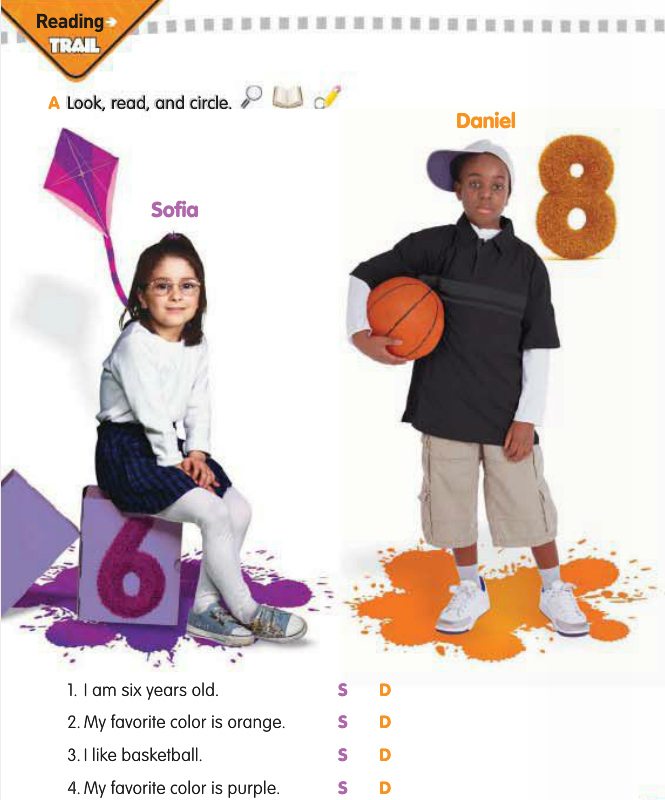 Reading
TRAIL
A Look, read, and circle.
Daniel
8
Sofia
6
1. I am six years old. S D
2. My favorite color is orange. S D
3. I like basketball. S D
4. My favorite color is purple. S D